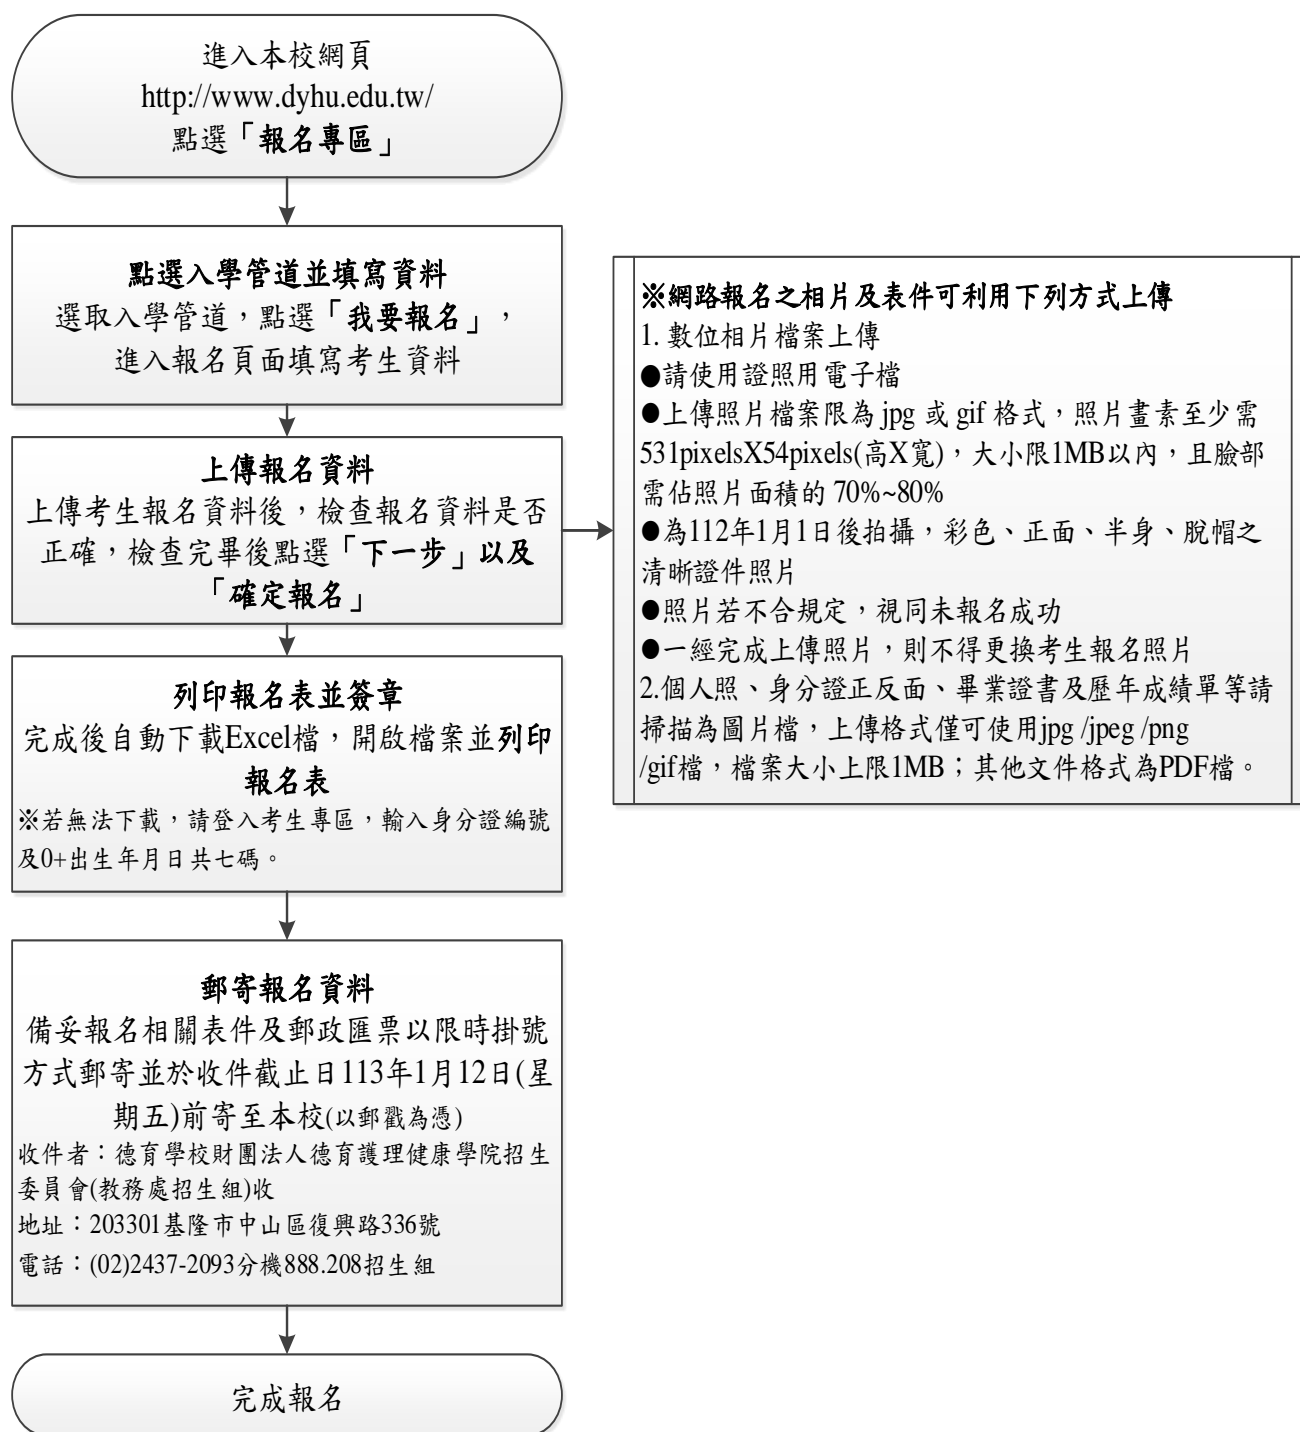 進入本校網頁
http://www.dyhu.edu.tw/
點選「報名專區」
點選入學管道並填寫資料
選取入學管道，點選「我要報名」，
進入報名頁面填寫考生資料
上傳報名資料
上傳考生報名資料後，檢查報名資料是否
正確，檢查完畢後點選「下一步」以及
「確定報名」
※網路報名之相片及表件可利用下列方式上傳
1. 數位相片檔案上傳
●請使用證照用電子檔
●上傳照片檔案限為 jpg 或 gif 格式，照片畫素至少需
531pixelsX54pixels(高X寬)，大小限1MB以內，且臉部
需佔照片面積的 70%~80%
●為112年1月1日後拍攝，彩色、正面、半身、脫帽之
清晰證件照片
●照片若不合規定，視同未報名成功
●一經完成上傳照片，則不得更換考生報名照片
2.個人照、身分證正反面、畢業證書及歷年成績單等請
掃描為圖片檔，上傳格式僅可使用jpg /jpeg /png
/gif檔，檔案大小上限1MB；其他文件格式為PDF檔。
列印報名表並簽章
完成後自動下載Excel檔，開啟檔案並列印
報名表
※若無法下載，請登入考生專區，輸入身分證編號
及0+出生年月日共七碼。
郵寄報名資料
備妥報名相關表件及郵政匯票以限時掛號
方式郵寄並於收件截止日113年1月12日(星
期五)前寄至本校(以郵戳為憑)
收件者：德育學校財團法人德育護理健康學院招生
委員會(教務處招生組)收
地址：203301基隆市中山區復興路336號
電話：(02)2437-2093分機888.208招生組
完成報名